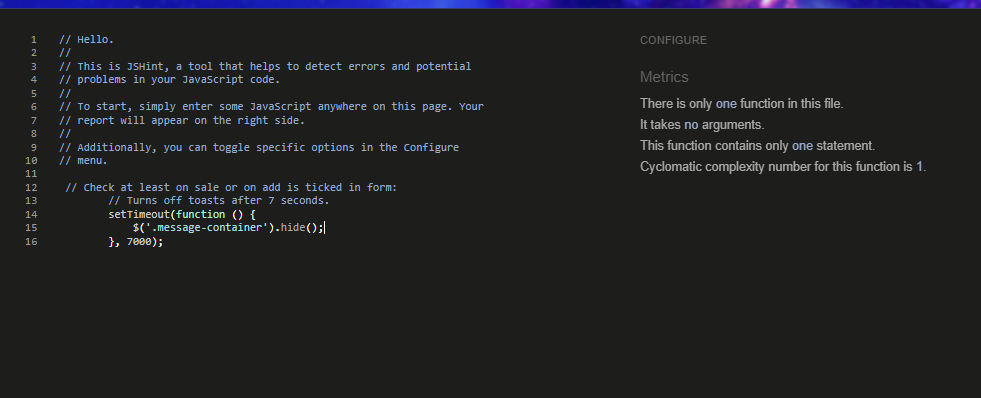 1 // Hello.
2 //
3 // This is JSHint, a tool that helps to detect errors and potential
4 // problems in your JavaScript code.
5 //
6 // To start, simply enter some JavaScript anywhere on this page. Your
7 // report will appear on the right side.
8 //
9 // Additionally, you can toggle specific options in the Configure
10 // menu.
11
12 // Check at least on sale or on add is ticked in form:
13 // Turns off toasts after 7 seconds.
14 setTimeout(function () {
15 $('.message-container').hide();
16 }, 7000);
CONFIGURE
Metrics
There is only one function in this file.
It takes no arguments.
This function contains only one statement.
Cyclomatic complexity number for this function is 1.